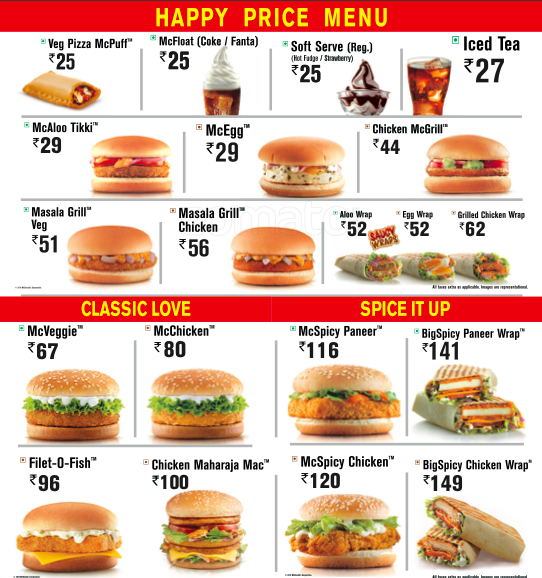 HAPPY PRICE MENU
Veg Pizza McPuff™
₹25
McFloat (Coke / Fanta)
₹25
Soft Serve (Reg.)
(Hot Fudge / Strawberry)
₹25
Iced Tea
₹27
McAloo Tikki™
₹29
McEgg™
₹29
Chicken McGrill™
₹44
Masala Grill™
Veg
₹51
Masala Grill™
Chicken
₹56
Aloo Wrap
₹52
SAUCY
WRAPS
Egg Wrap
₹52
Grilled Chicken Wrap
₹62
All taxes extra as applicable. Images are representational.
CLASSIC LOVE
SPICE IT UP
McVeggie™
₹67
McChicken™
₹80
McSpicy Paneer™
₹116
BigSpicy Paneer Wrap™
₹141
Filet-O-Fish™
₹96
Chicken Maharaja Mac™
₹100
McSpicy Chicken™
₹120
BigSpicy Chicken Wrap™
₹149
All taxes extra as applicable. Images are representational.